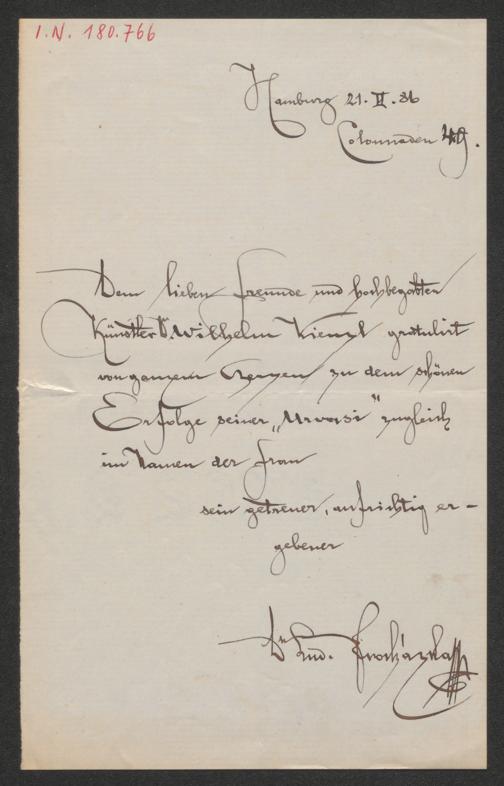 I.N. 180.766
Hamburg 21. II. 86
Colonnaden 49.
Dem lieben Freunde und hochbegabten
Künstler Dr. Wilhelm Kienzl gratulirt
von ganzem Herzen zu dem schönen
Erfolge seiner „Urvasi“ zugleich
im Namen der Frau
sein getreuer, aufrichtig er-
gebener
Dr. Lud. Procházka